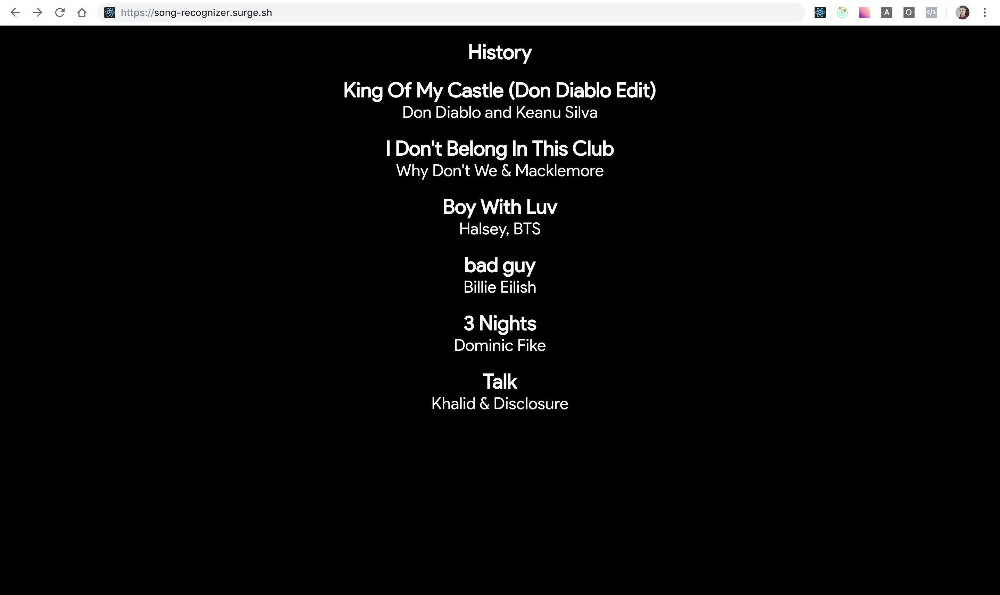 https://song-recognizer.surge.sh
A
O
</>
History
King Of My Castle (Don Diablo Edit)
Don Diablo and Keanu Silva
I Don't Belong In This Club
Why Don't We & Macklemore
Boy With Luv
Halsey, BTS
bad guy
Billie Eilish
3 Nights
Dominic Fike
Talk
Khalid & Disclosure